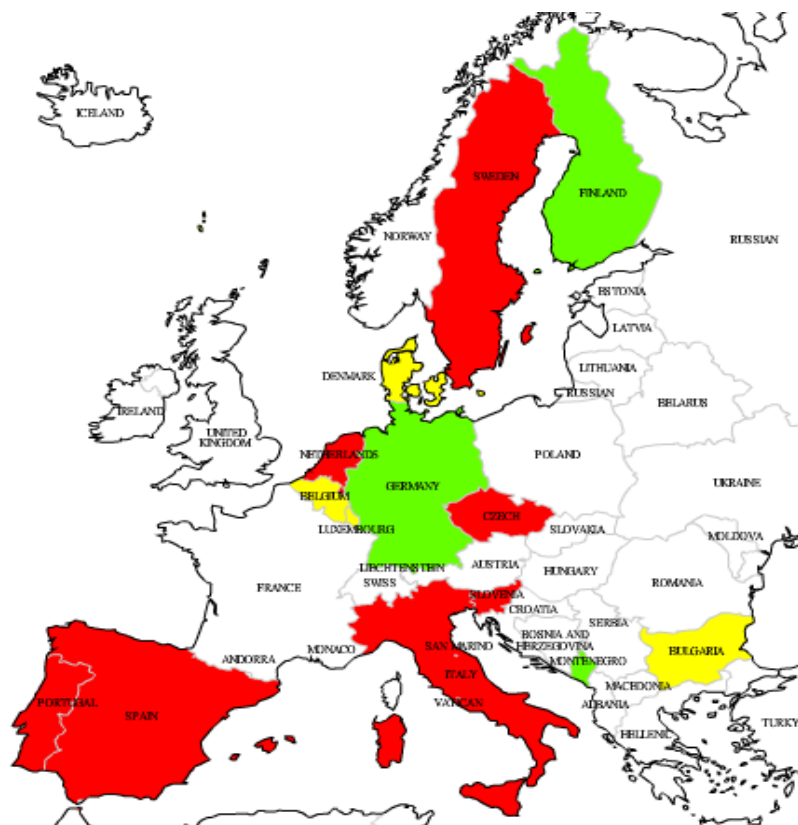 ICELAND
SWEDEN
FINLAND
NORWAY
RUSSIAN
ESTONIA
LATVIA
DENMARK
LITHUANIA
RUSSIAN
BELARUS
IRELAND
UNITED
KINGDOM
NETHERLANDS
POLAND
GERMANY
UKRAINE
BELGIUM
CZECH
LUXEMBOURG
SLOVAKIA
MOLDOVA
LIECHTENSTEIN
AUSTRIA
SWISS
HUNGARY
ROMANIA
FRANCE
SLOVENIA
CROATIA
SERBIA
BOSNIA AND
HERZEGOVINA
MONACO
SAN MARINO
BULGARIA
ANDORRA
MONTENEGRO
ITALY
MACEDONIA
PORTUGAL
SPAIN
VATICAN
ALBANIA
TURKY
HELLENIC